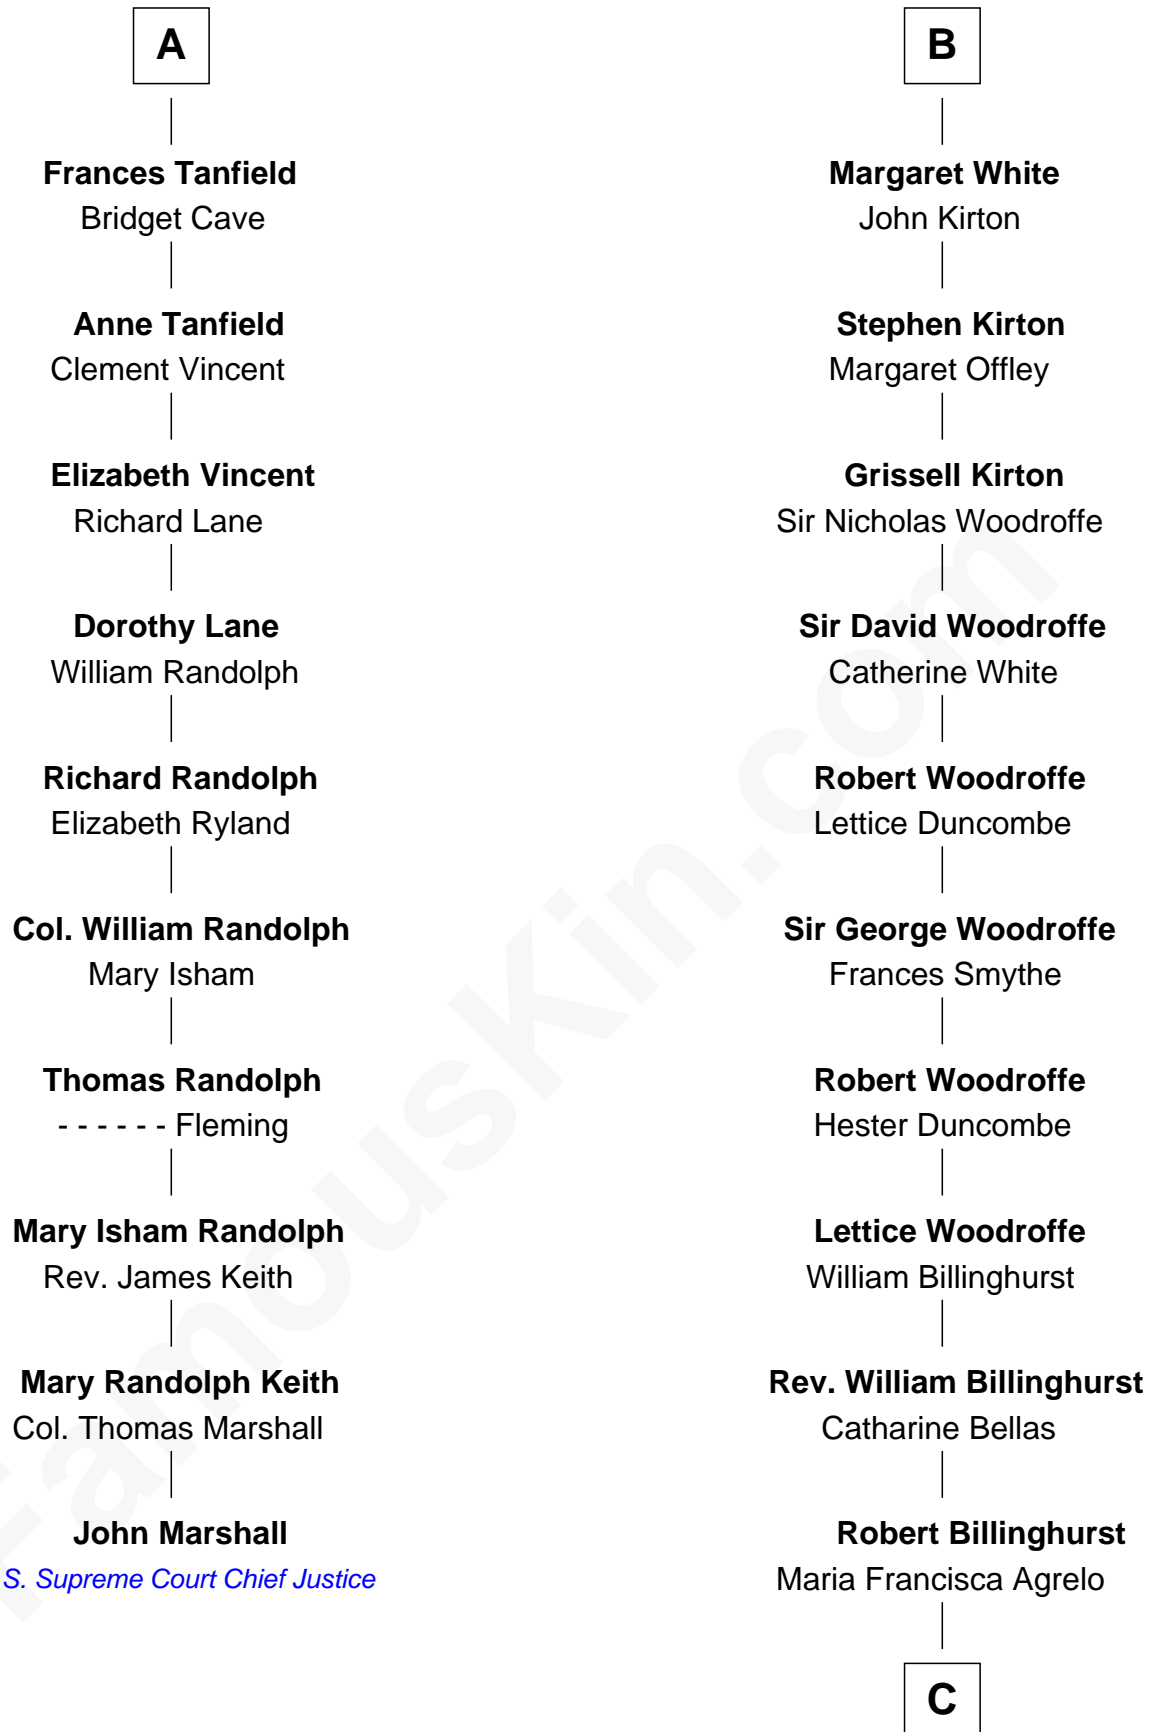 A
Frances Tanfield
Bridget Cave
Anne Tanfield
Clement Vincent
Elizabeth Vincent
Richard Lane
Dorothy Lane
William Randolph
Richard Randolph
Elizabeth Ryland
Col. William Randolph
Mary Isham
Thomas Randolph
- - - - - - Fleming
Mary Isham Randolph
Rev. James Keith
Mary Randolph Keith
Col. Thomas Marshall
John Marshall
S. Supreme Court Chief Justice
B
Margaret White
John Kirton
Stephen Kirton
Margaret Offley
Grissell Kirton
Sir Nicholas Woodroffe
Sir David Woodroffe
Catherine White
Robert Woodroffe
Lettice Duncombe
Sir George Woodroffe
Frances Smythe
Robert Woodroffe
Hester Duncombe
Lettice Woodroffe
William Billinghurst
Rev. William Billinghurst
Catharine Bellas
Robert Billinghurst
Maria Francisca Agrelo
C
FamousKin.com